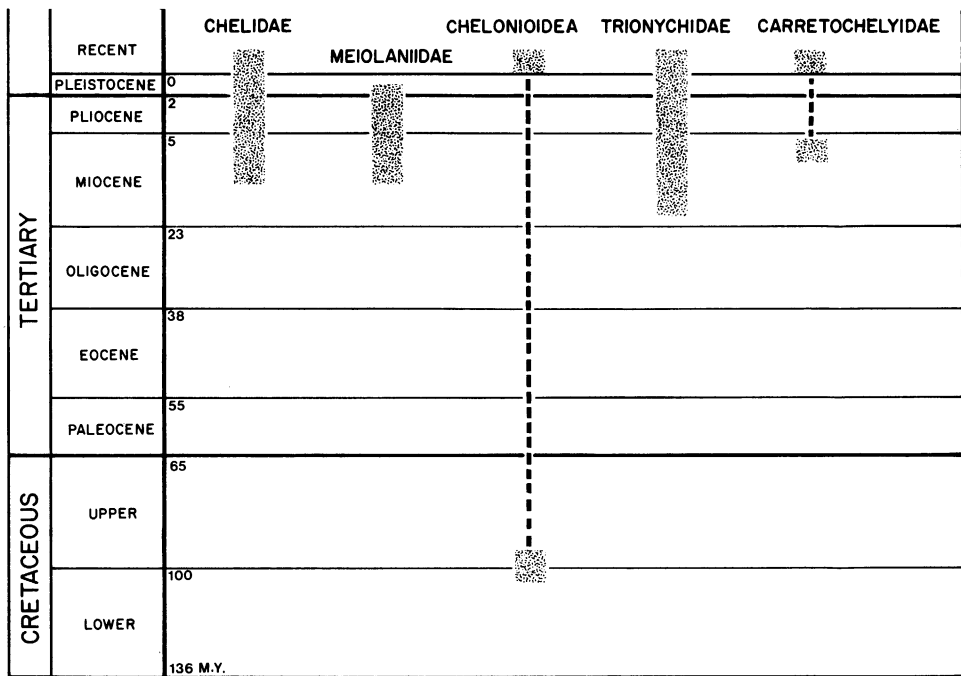 CHELIDAE CHELONIOIDEA TRIONYCHIDAE CARRETOCHELYIDAE
RECENT
MEIOLANIIDAE
PLEISTOCENE 0
2
PLIOCENE
5
MIOCENE
23
TERTIARY
OLIGOCENE
38
EOCENE
55
PALEOCENE
65
CRETACEOUS
UPPER
100
LOWER
136 M.Y.